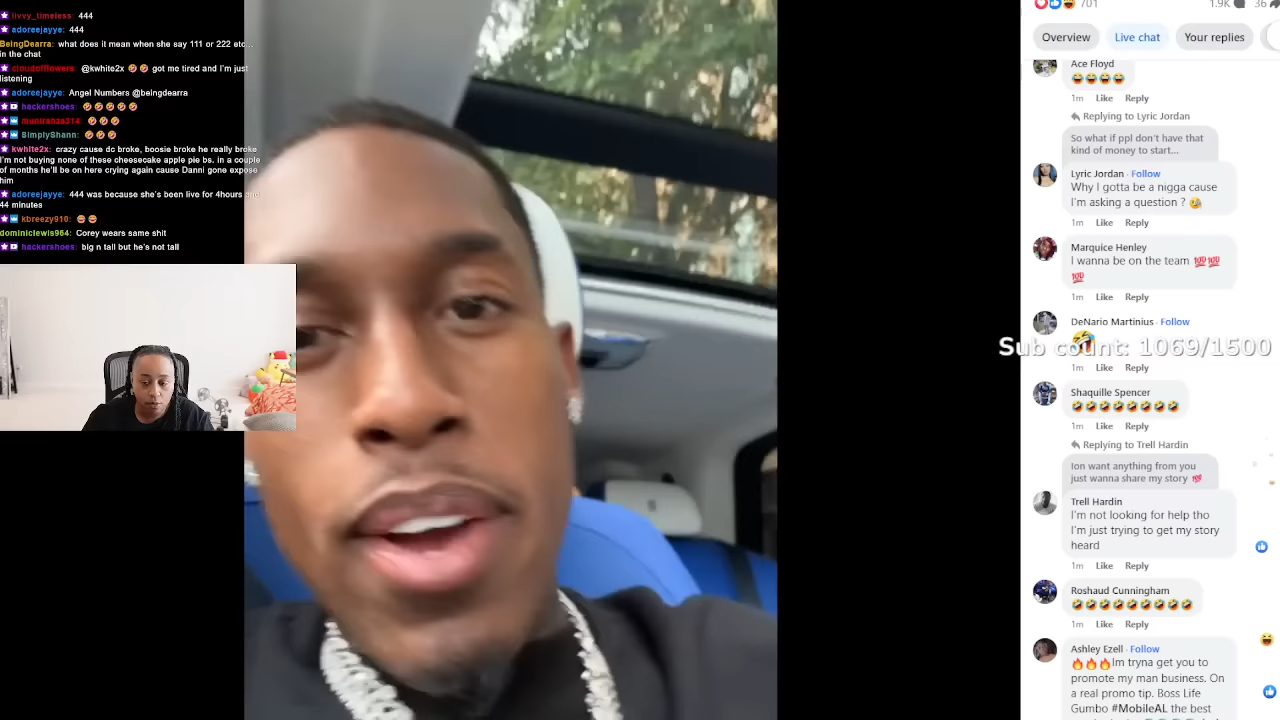 livvy_timeless: 444
adoreejayye: 444
BeingDearra: what does it mean when she say 111 or 222 etc...
in the chat
cloudofflowers: @kwhite2x 🤣 🤣 got me tired and I'm just
listening
adoreejayye: Angel Numbers @beingdearra
hackershoes: 🤣 🤣 🤣 🤣 🤣
🤣 🤣 🤣
BimplyShann: 🤣 🤣 🤣
kwhite2x: crazy cause dc broke, boosie broke he really broke
I'm not buying none of these cheesecake apple pie bs. in a couple
of months he'll be on here crying again cause Danni gone expose
him
adoreejayye: 444 was because she's been live for 4hours and
44 minutes
kbreezy910: 😂 😂
dominiclewis964: Corey wears same shit
hackershoes: big n tall but he's not tall
701
1.9K
36
Overview
Live chat
Your replies
Ace Floyd
😂😂😂😂
1m Like Reply
Replying to Lyric Jordan
So what if ppl don't have that
kind of money to start...
Lyric Jordan · Follow
Why I gotta be a nigga cause
I'm asking a question ? 🤣
1m Like Reply
Marquice Henley
I wanna be on the team 💯💯
💯
1m Like Reply
DeNario Martinius · Follow
🤣
Sub count: 1069/1500
1m Like Reply
Shaquille Spencer
🤣🤣🤣🤣🤣🤣🤣🤣
1m Like Reply
Replying to Trell Hardin
Ion want anything from you
just wanna share my story 💯
Trell Hardin
I'm not looking for help tho
I'm just trying to get my story
heard
1m Like Reply
Roshaud Cunningham
🤣🤣🤣🤣🤣🤣🤣🤣🤣
1m Like Reply
Ashley Ezell · Follow
🔥🔥🔥Im tryna get you to
promote my man business. On
a real promo tip. Boss Life
Gumbo #MobileAL the best